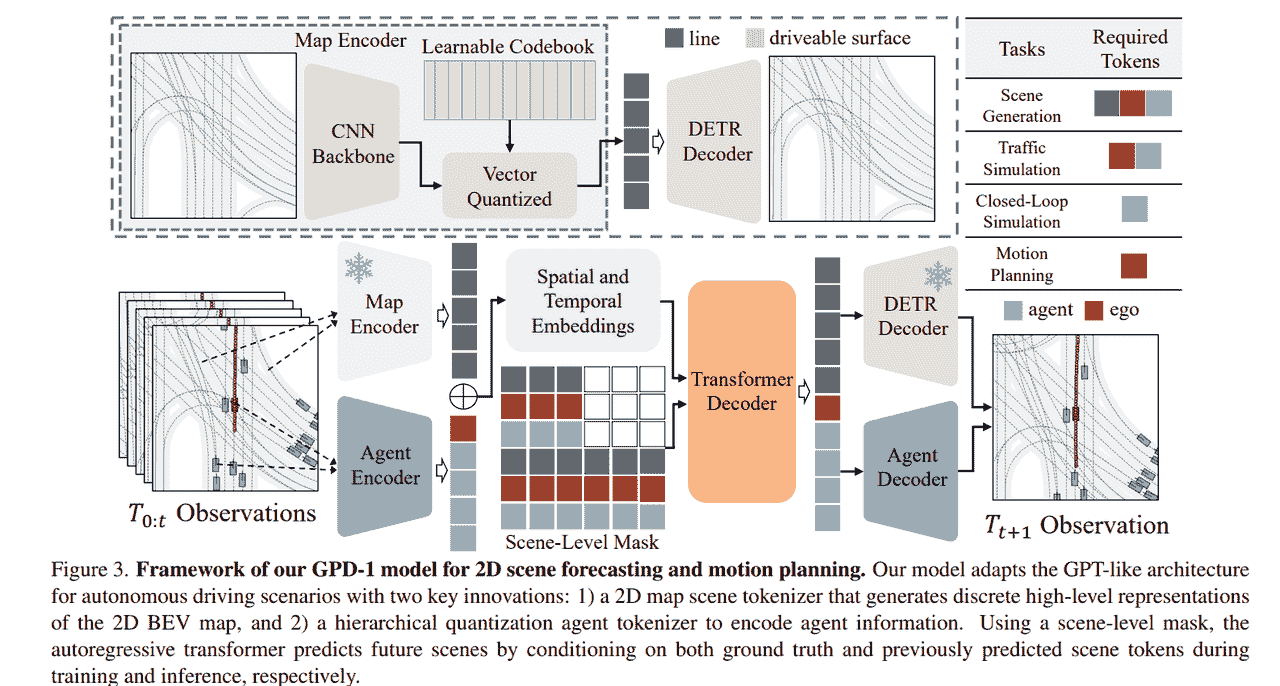 Map Encoder
Learnable Codebook
CNN
Backbone
Vector
Quantized
line
driveable surface
DETR
Decoder
Tasks
Required
Tokens
Scene
Generation
Traffic
Simulation
Closed-Loop
Simulation
Motion
Planning
agent
ego
Map
Encoder
Agent
Encoder
T0:t Observations
Spatial and
Temporal
Embeddings
Scene-Level Mask
Transformer
Decoder
DETR
Decoder
Agent
Decoder
Tt+1 Observation
Figure 3. Framework of our GPD-1 model for 2D scene forecasting and motion planning. Our model adapts the GPT-like architecture
for autonomous driving scenarios with two key innovations: 1) a 2D map scene tokenizer that generates discrete high-level representations
of the 2D BEV map, and 2) a hierarchical quantization agent tokenizer to encode agent information. Using a scene-level mask, the
autoregressive transformer predicts future scenes by conditioning on both ground truth and previously predicted scene tokens during
training and inference, respectively.